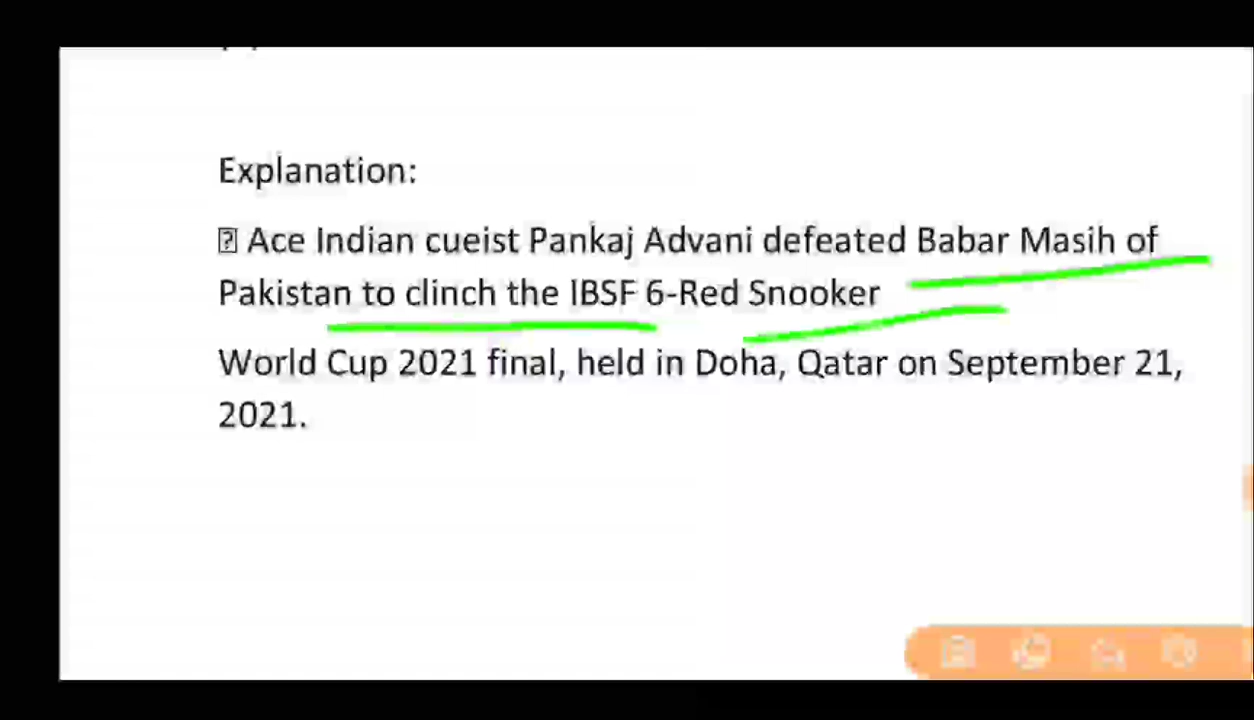 Explanation:
Ace Indian cueist Pankaj Advani defeated Babar Masih of
Pakistan to clinch the IBSF 6-Red Snooker
World Cup 2021 final, held in Doha, Qatar on September 21,
2021.